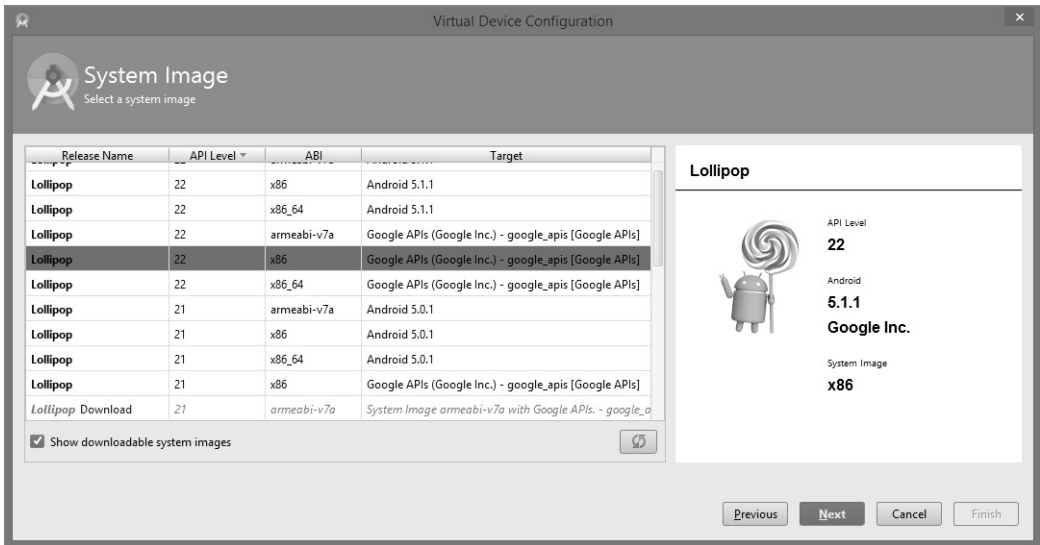 Virtual Device Configuration
System Image
Select a system image
Release Name API Level ABI Target
Lollipop 22 x86 Android 5.1.1
Lollipop 22 x86_64 Android 5.1.1
Lollipop 22 armeabi-v7a Google APIs (Google Inc.) - google_apis [Google APIs]
Lollipop 22 x86 Google APIs (Google Inc.) - google_apis [Google APIs]
Lollipop 22 x86_64 Google APIs (Google Inc.) - google_apis [Google APIs]
Lollipop 21 armeabi-v7a Android 5.0.1
Lollipop 21 x86 Android 5.0.1
Lollipop 21 x86_64 Android 5.0.1
Lollipop 21 x86 Google APIs (Google Inc.) - google_apis [Google APIs]
Lollipop Download 21 armeabi-v7a System Image armeabi-v7a with Google APIs. - google_a
Show downloadable system images
Lollipop
API Level
22
Android
5.1.1
Google Inc.
System Image
x86
Previous Next Cancel Finish